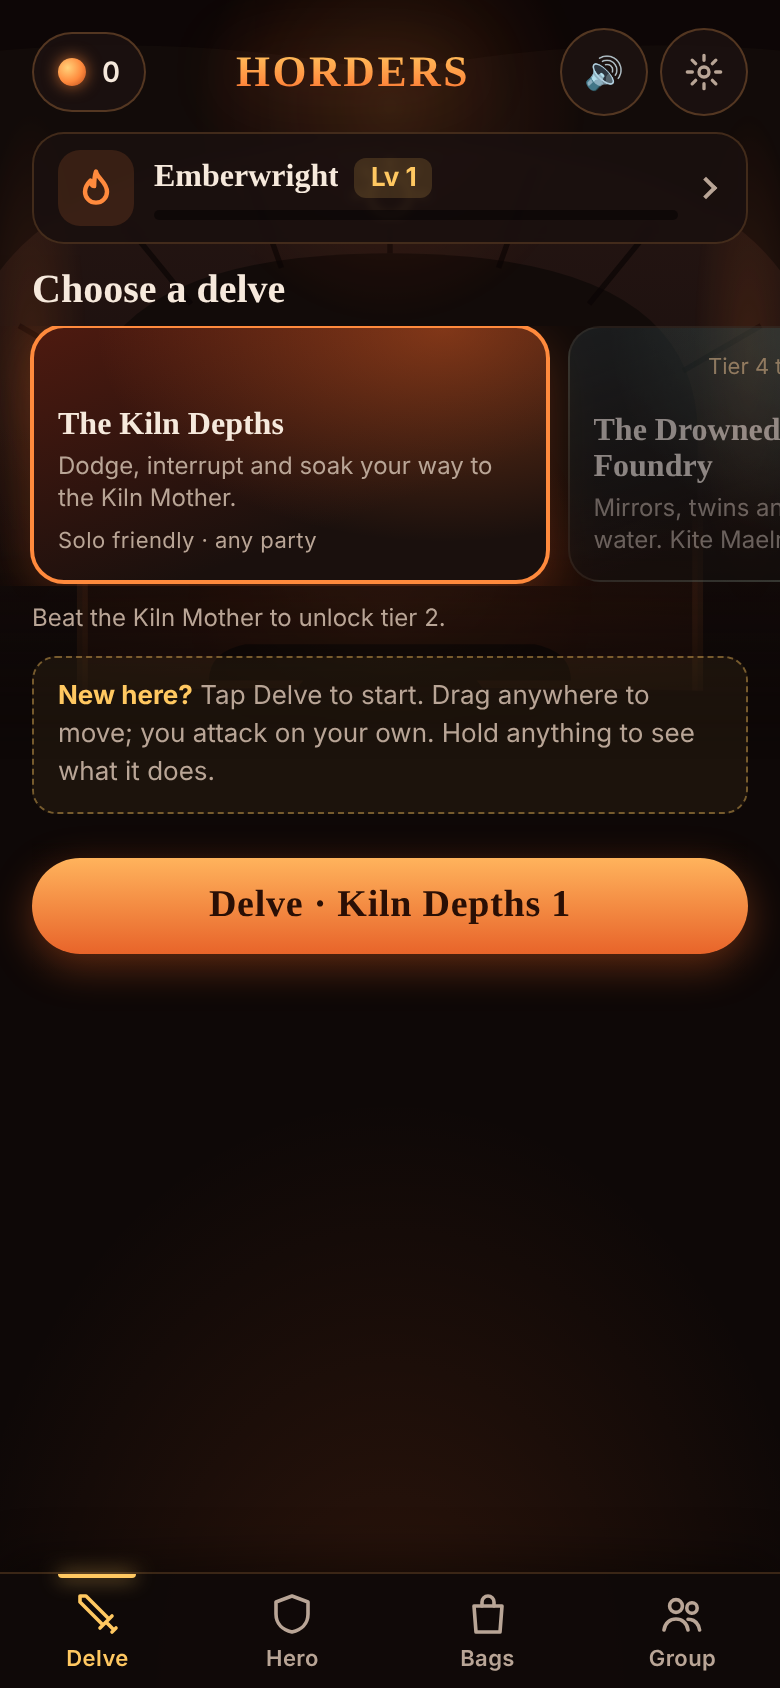 0
HORDERS
Emberwright
Lv 1
Choose a delve
The Kiln Depths
Dodge, interrupt and soak your way to
the Kiln Mother.
Solo friendly · any party
Tier 4
The Drowned
Foundry
Mirrors, twins
water. Kite
Beat the Kiln Mother to unlock tier 2.
New here? Tap Delve to start. Drag anywhere to
move; you attack on your own. Hold anything to see
what it does.
Delve · Kiln Depths 1
Delve
Hero
Bags
Group